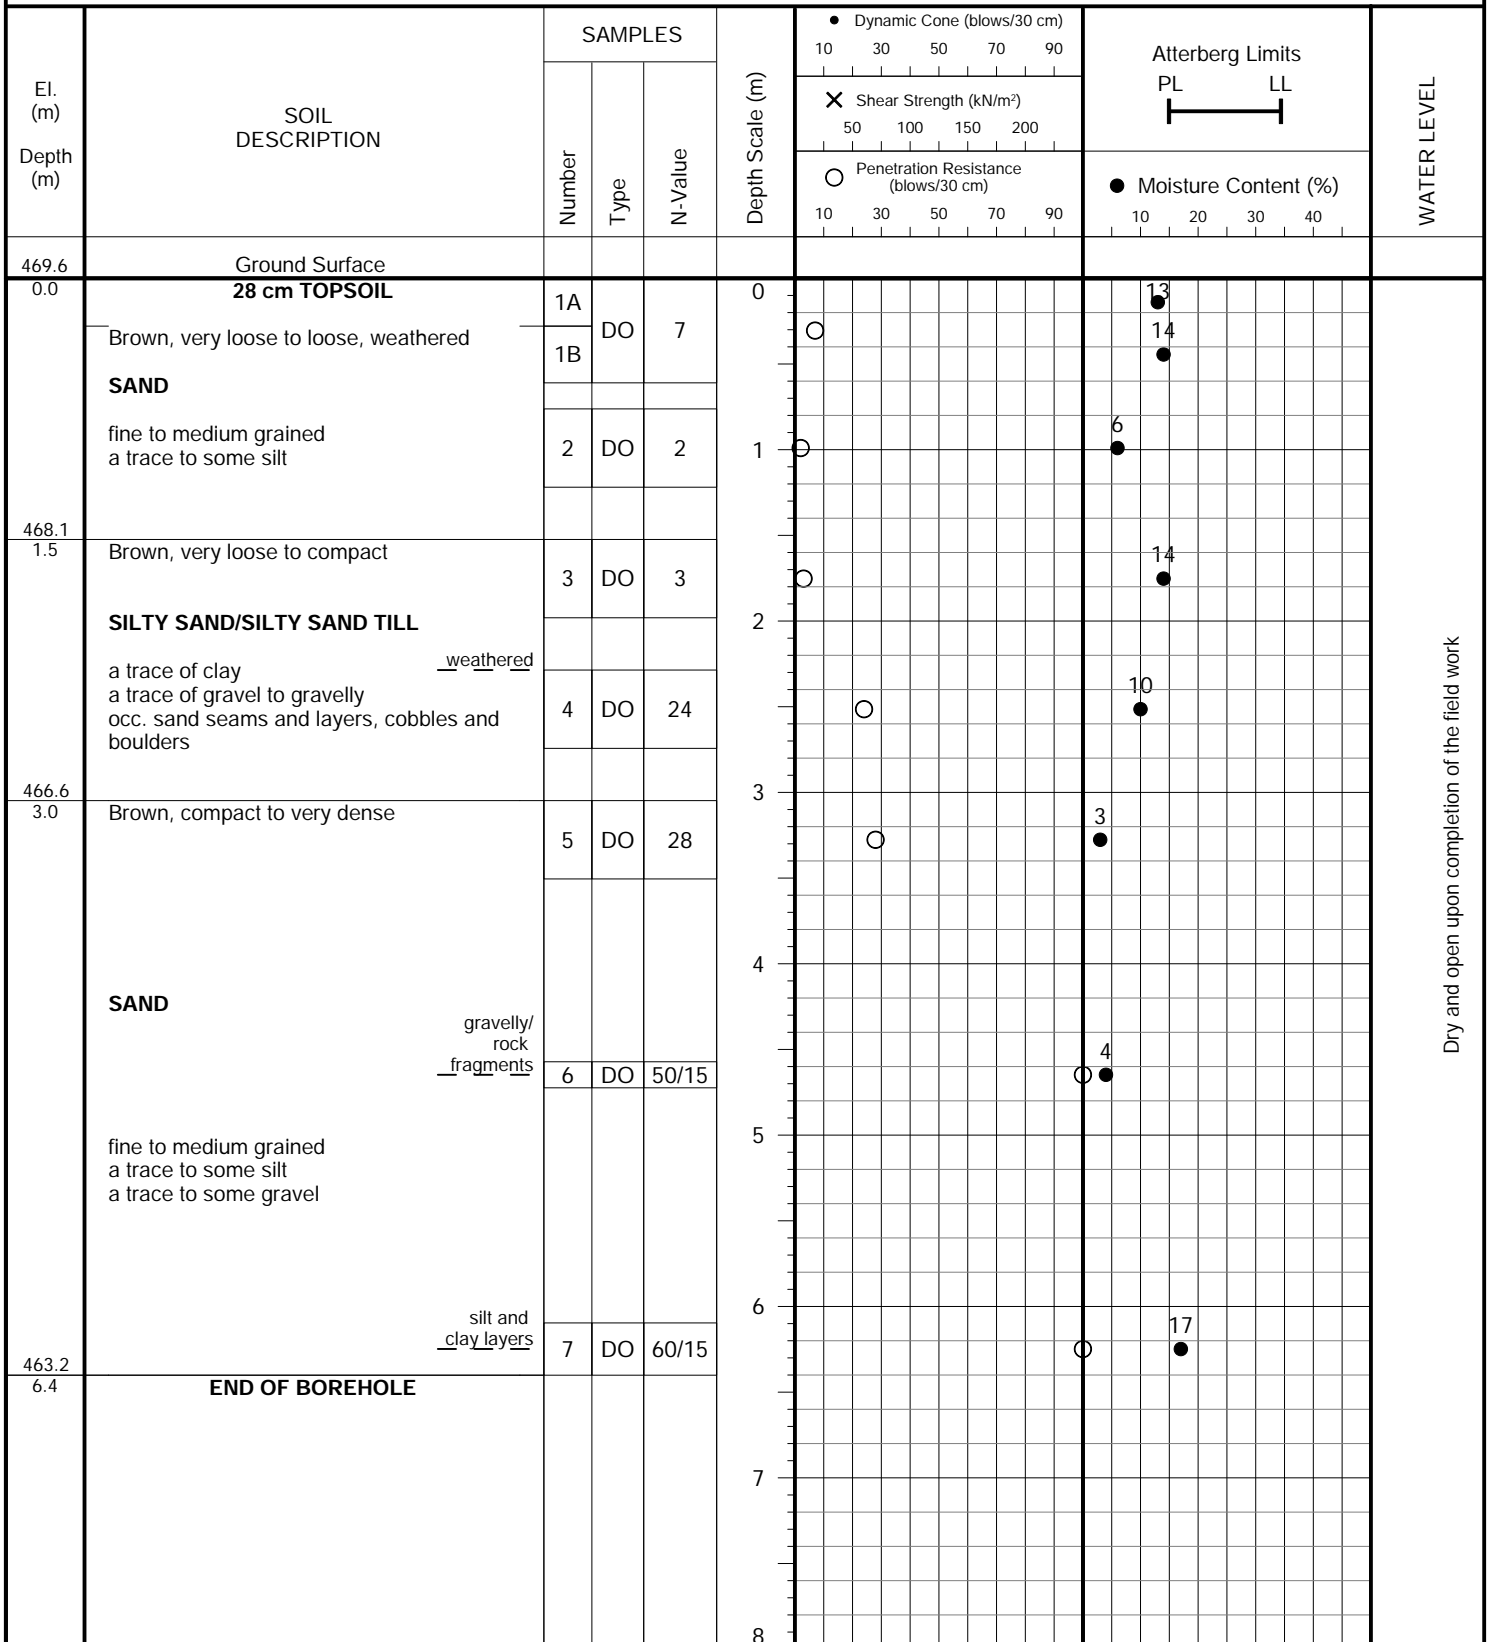 El.
(m)
Depth
(m)
SOIL
DESCRIPTION
SAMPLES
Number
Type
N-Value
Depth Scale (m)
Dynamic Cone (blows/30 cm)
10 30 50 70 90
Shear Strength (kN/m²)
50 100 150 200
Penetration Resistance
(blows/30 cm)
10 30 50 70 90
Atterberg Limits
PL LL
Moisture Content (%)
10 20 30 40
WATER LEVEL
469.6 Ground Surface
0.0 28 cm TOPSOIL 1A 0 13
DO 7
Brown, very loose to loose, weathered 14
1B
SAND
fine to medium grained 6
a trace to some silt 2 DO 2 1
468.1
1.5 Brown, very loose to compact 14
3 DO 3
SILTY SAND/SILTY SAND TILL 2
weathered
a trace of clay
a trace of gravel to gravelly 10
occ. sand seams and layers, cobbles and 4 DO 24
boulders
466.6 3
3.0 Brown, compact to very dense 3
5 DO 28
4
SAND
gravelly/
rock
fragments 4
6 DO 50/15
5
fine to medium grained
a trace to some silt
a trace to some gravel
6
silt and 17
clay layers
7 DO 60/15
463.2
6.4 END OF BOREHOLE
7
8
Dry and open upon completion of the field work